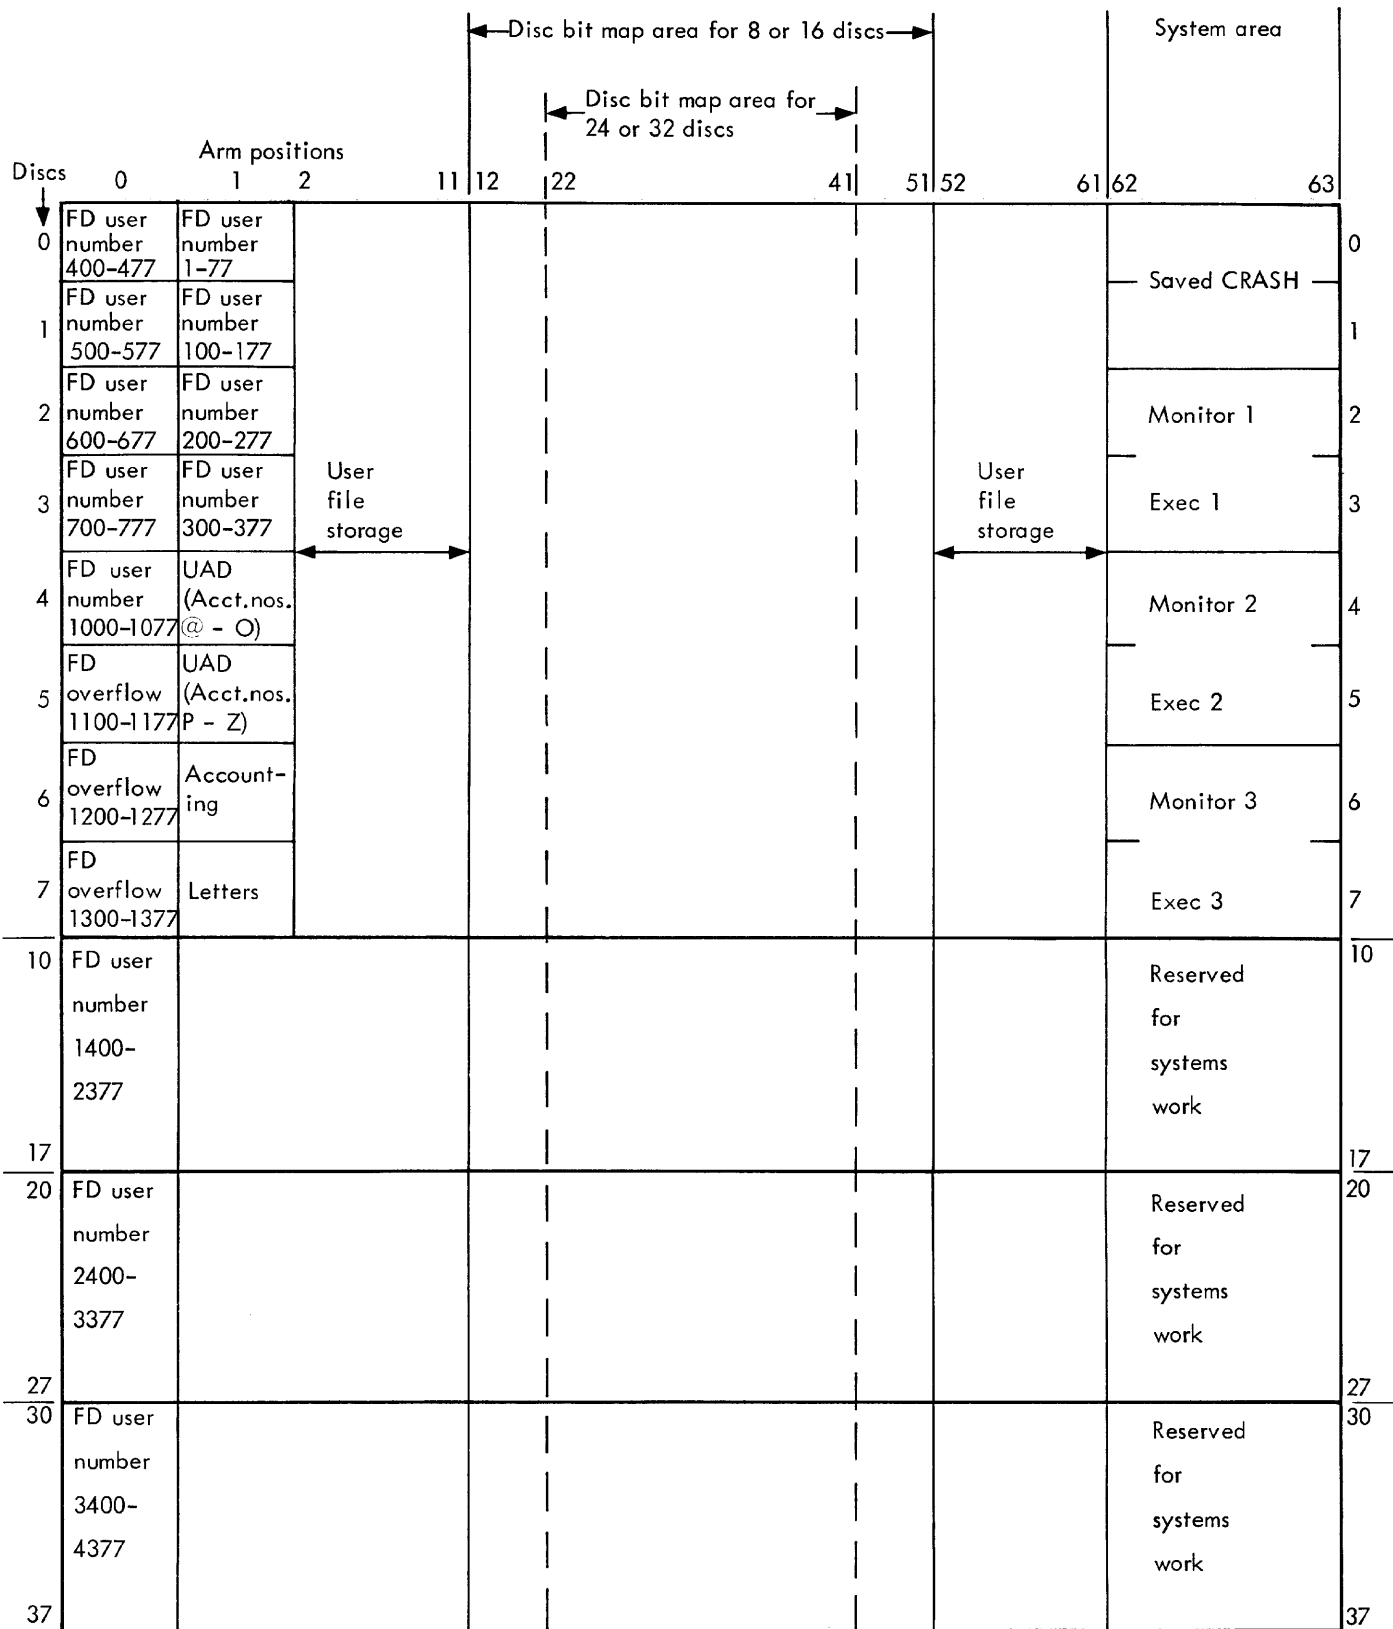 Disc bit map area for 8 or 16 discs
System area
Disc bit map area for
24 or 32 discs
Arm positions
Discs
0 1 2 11 12 22 41 51 52 61 62 63
0
FD user
number
400-477
FD user
number
1-77
Saved CRASH
0
1
FD user
number
500-577
FD user
number
100-177
1
2
FD user
number
600-677
FD user
number
200-277
Monitor 1
2
3
FD user
number
700-777
FD user
number
300-377
User
file
storage
User
file
storage
Exec 1
3
4
FD user
number
1000-1077
UAD
(Acct.nos.
@ - O)
Monitor 2
4
5
FD
overflow
1100-1177
UAD
(Acct.nos.
P - Z)
Exec 2
5
6
FD
overflow
1200-1277
Account-
ing
Monitor 3
6
7
FD
overflow
1300-1377
Letters
Exec 3
7
10
FD user
number
1400-
2377
Reserved
for
systems
work
10
17
17
20
FD user
number
2400-
3377
Reserved
for
systems
work
20
27
27
30
FD user
number
3400-
4377
Reserved
for
systems
work
30
37
37